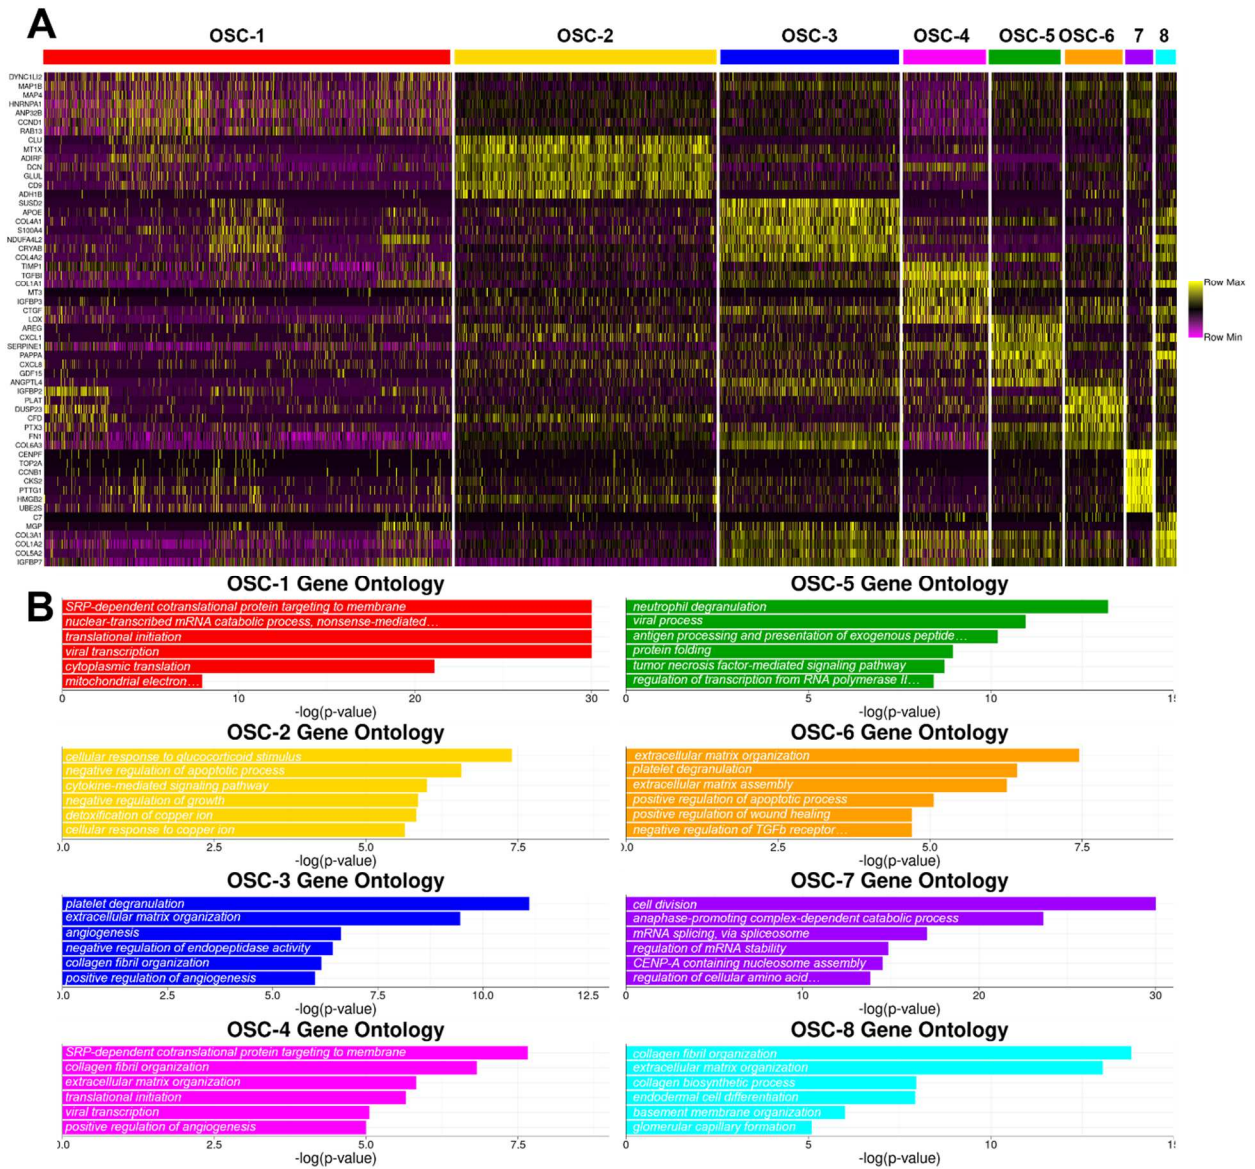 A
OSC-1 OSC-2 OSC-3 OSC-4 OSC-5 OSC-6 7 8
DYNC1LI2
MAP1B
MAP4
HNRNPA1
ANP32B
CCND1
RAB13
CLU
MT1X
ADIRF
DCN
GLUL
CD9
ADH1B
SUSD2
APOE
COL4A1
S100A4
NDUFA4L2
CRYAB
COL4A2
TIMP1
TGFBI
COL1A1
MT3
IGFBP3
CTGF
LOX
AREG
CXCL1
SERPINE1
PAPPA
CXCL8
GDF15
ANGPTL4
IGFBP2
PLAT
DUSP23
CFD
PTX3
FN1
COL6A3
CENPF
TOP2A
CCNB1
CKS2
PTTG1
HMGB2
UBE2S
C7
MGP
COL3A1
COL1A2
COL5A2
IGFBP7
Row Max
Row Min
B
OSC-1 Gene Ontology
SRP-dependent cotranslational protein targeting to membrane
nuclear-transcribed mRNA catabolic process, nonsense-mediated...
translational initiation
viral transcription
cytoplasmic translation
mitochondrial electron...
0 10 20 30
-log(p-value)
OSC-2 Gene Ontology
cellular response to glucocorticoid stimulus
negative regulation of apoptotic process
cytokine-mediated signaling pathway
negative regulation of growth
detoxification of copper ion
cellular response to copper ion
0.0 2.5 5.0 7.5
-log(p-value)
OSC-3 Gene Ontology
platelet degranulation
extracellular matrix organization
angiogenesis
negative regulation of endopeptidase activity
collagen fibril organization
positive regulation of angiogenesis
0.0 2.5 5.0 7.5 10.0 12.5
-log(p-value)
OSC-4 Gene Ontology
SRP-dependent cotranslational protein targeting to membrane
collagen fibril organization
extracellular matrix organization
translational initiation
viral transcription
positive regulation of angiogenesis
0.0 2.5 5.0 7.5
-log(p-value)
OSC-5 Gene Ontology
neutrophil degranulation
viral process
antigen processing and presentation of exogenous peptide...
protein folding
tumor necrosis factor-mediated signaling pathway
regulation of transcription from RNA polymerase II...
0 5 10 15
-log(p-value)
OSC-6 Gene Ontology
extracellular matrix organization
platelet degranulation
extracellular matrix assembly
positive regulation of apoptotic process
positive regulation of wound healing
negative regulation of TGFb receptor...
0.0 2.5 5.0 7.5
-log(p-value)
OSC-7 Gene Ontology
cell division
anaphase-promoting complex-dependent catabolic process
mRNA splicing, via spliceosome
regulation of mRNA stability
CENP-A containing nucleosome assembly
regulation of cellular amino acid...
0 10 20 30
-log(p-value)
OSC-8 Gene Ontology
collagen fibril organization
extracellular matrix organization
collagen biosynthetic process
endodermal cell differentiation
basement membrane organization
glomerular capillary formation
5 10 15
-log(p-value)